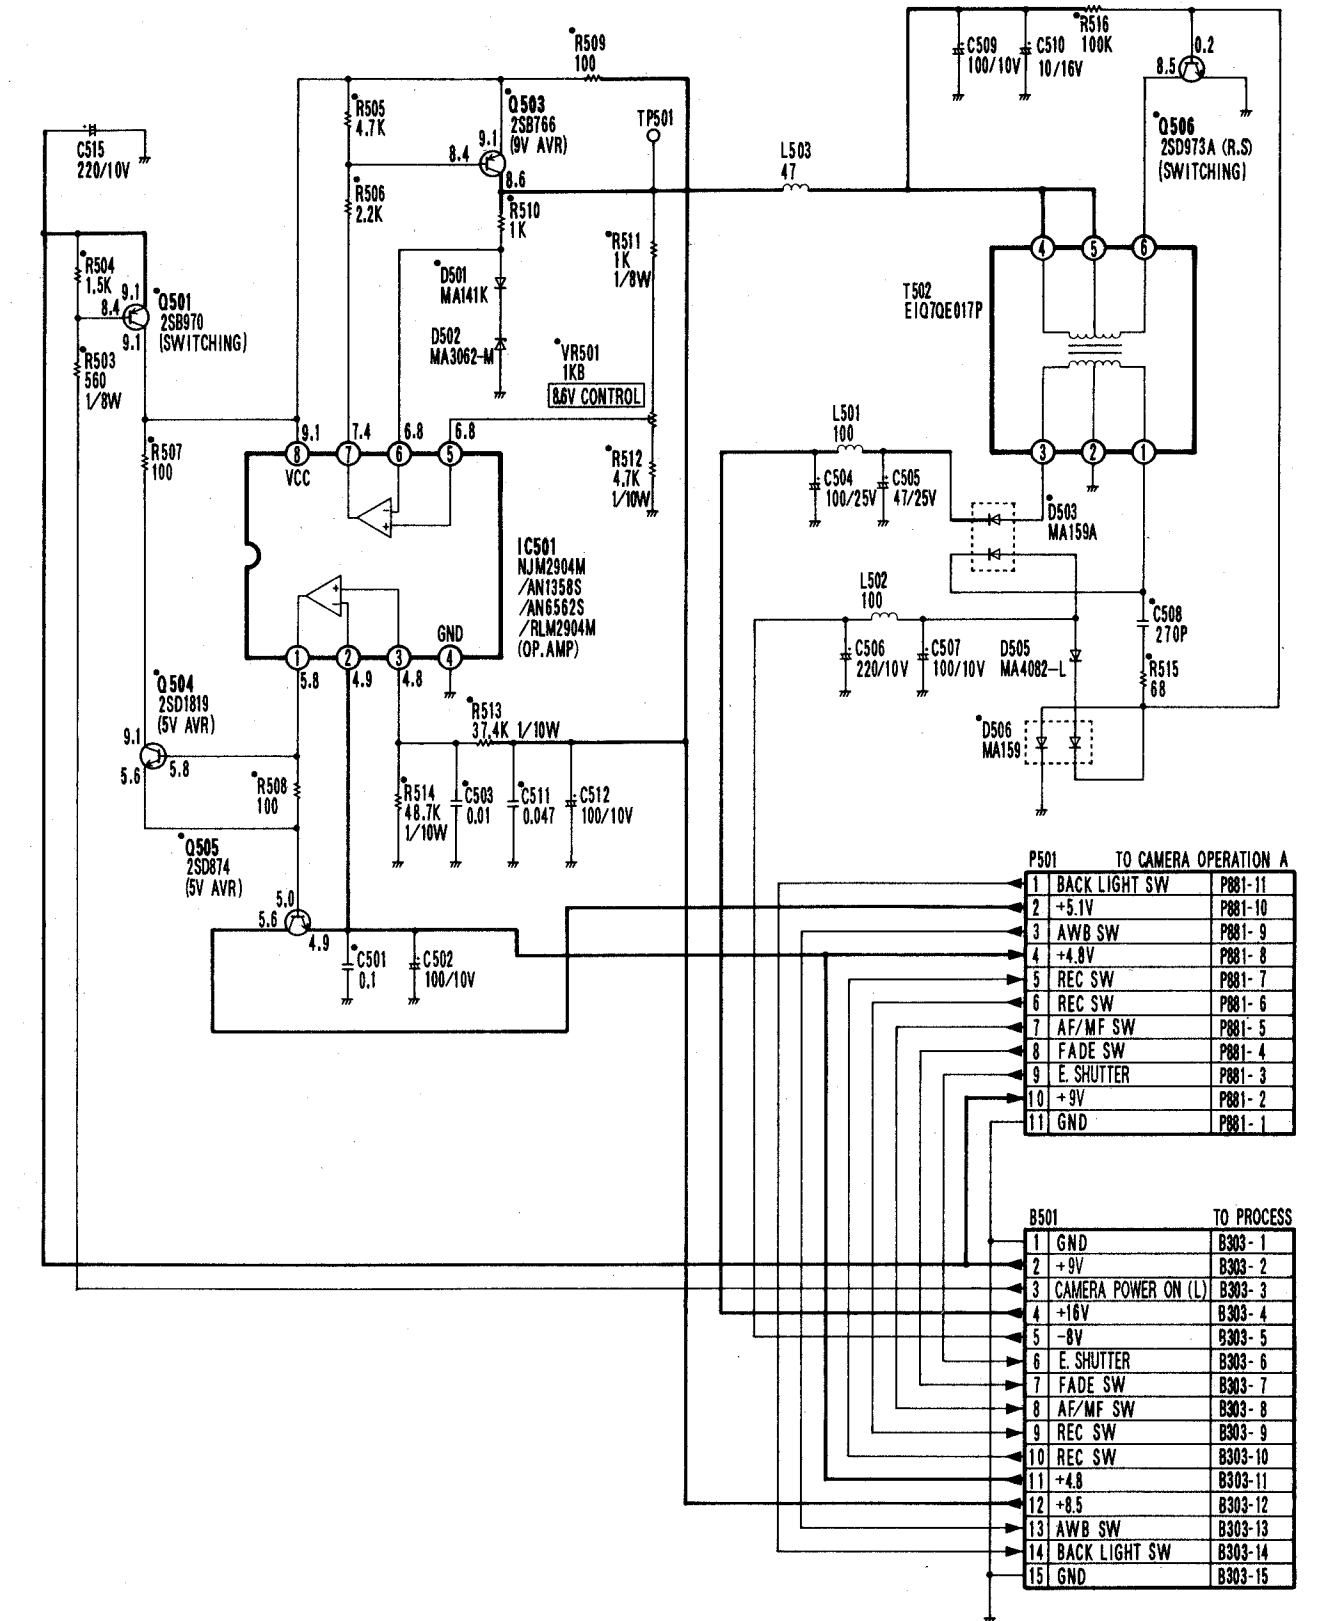 R509
100
R516
100K
C509
100/10V
C510
10/16V
0.2
8.5
Q506
2SD973A (R.S)
(SWITCHING)
C515
220/10V
R505
4.7K
Q503
2SB766
(9V AVR)
9.1
8.4
8.6
TP501
L503
47
R506
2.2K
R510
1K
R511
1K
1/8W
R504
1.5K
9.1
8.4
9.1
Q501
2SB970
(SWITCHING)
R503
560
1/8W
D501
MA141K
D502
MA3062-M
VR501
1KB
8.6V CONTROL
4
5
6
T502
EIQ7QE017P
3
2
1
R507
100
9.1
7.4
6.8
6.8
8
7
6
5
VCC
R512
4.7K
1/10W
L501
100
C504
100/25V
C505
47/25V
D503
MA159A
IC501
NJM2904M
/AN1358S
/AN6562S
/RLM2904M
(OP.AMP)
GND
1
2
3
4
5.8
4.9
4.8
L502
100
C506
220/10V
C507
100/10V
D505
MA4082-L
C508
270P
R515
68
D506
MA159
Q504
2SD1819
(5V AVR)
9.1
5.6
5.8
R508
100
R513
37.4K 1/10W
R514
48.7K
1/10W
C503
0.01
C511
0.047
C512
100/10V
Q505
2SD874
(5V AVR)
5.0
5.6
4.9
C501
0.1
C502
100/10V
P501 TO CAMERA OPERATION A
1 BACK LIGHT SW P881-11
2 +5.1V P881-10
3 AWB SW P881- 9
4 +4.8V P881- 8
5 REC SW P881- 7
6 REC SW P881- 6
7 AF/MF SW P881- 5
8 FADE SW P881- 4
9 E. SHUTTER P881- 3
10 +9V P881- 2
11 GND P881- 1
B501 TO PROCESS
1 GND B303- 1
2 +9V B303- 2
3 CAMERA POWER ON (L) B303- 3
4 +16V B303- 4
5 -8V B303- 5
6 E. SHUTTER B303- 6
7 FADE SW B303- 7
8 AF/MF SW B303- 8
9 REC SW B303- 9
10 REC SW B303-10
11 +4.8 B303-11
12 +8.5 B303-12
13 AWB SW B303-13
14 BACK LIGHT SW B303-14
15 GND B303-15